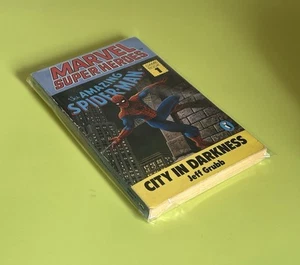 MARVEL
SUPERHEROES
The AMAZING
SPIDER-MAN
1
CITY IN DARKNESS
Jeff Grubb